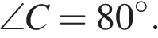 ∠C = 80°.